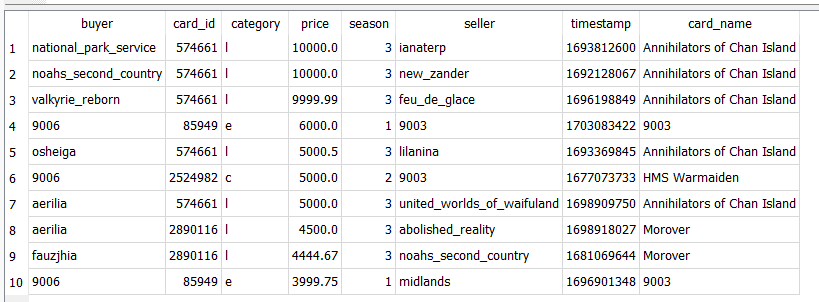 buyer card_id category price season seller timestamp card_name
1 national_park_service 574661 l 10000.0 3 ianaterp 1693812600 Annihilators of Chan Island
2 noahs_second_country 574661 l 10000.0 3 new_zander 1692128067 Annihilators of Chan Island
3 valkyrie_reborn 574661 l 9999.99 3 feu_de_glace 1696198849 Annihilators of Chan Island
4 9006 85949 e 6000.0 1 9003 1703083422 9003
5 osheiga 574661 l 5000.5 3 lilanina 1693369845 Annihilators of Chan Island
6 9006 2524982 c 5000.0 2 9003 1677073733 HMS Warmaiden
7 aerilia 574661 l 5000.0 3 united_worlds_of_waifuland 1698909750 Annihilators of Chan Island
8 aerilia 2890116 l 4500.0 3 abolished_reality 1698918027 Morover
9 fauzjhia 2890116 l 4444.67 3 noahs_second_country 1681069644 Morover
10 9006 85949 e 3999.75 1 midlands 1696901348 9003